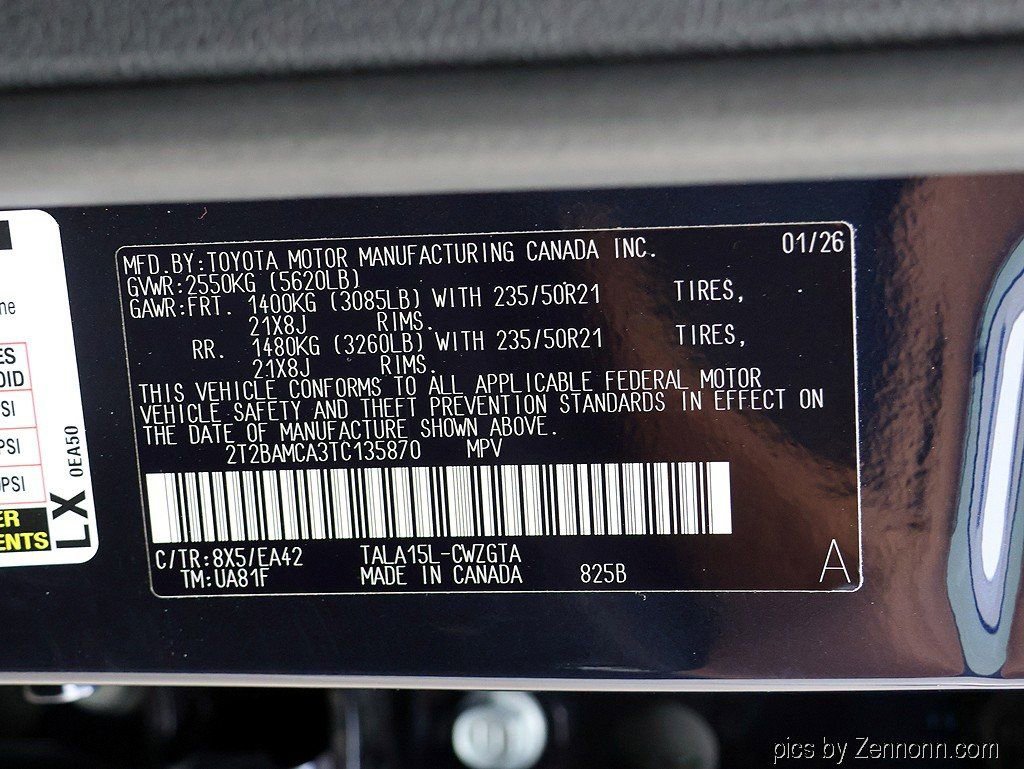 MFD.BY:TOYOTA MOTOR MANUFACTURING CANADA INC. 01/26
GVWR:2550KG (5620LB)
GAWR:FRT. 1400KG (3085LB) WITH 235/50R21 TIRES,
21X8J RIMS.
RR. 1480KG (3260LB) WITH 235/50R21 TIRES,
21X8J RIMS.
THIS VEHICLE CONFORMS TO ALL APPLICABLE FEDERAL MOTOR
VEHICLE SAFETY AND THEFT PREVENTION STANDARDS IN EFFECT ON
THE DATE OF MANUFACTURE SHOWN ABOVE.
2T2BAMCA3TC135870 MPV
C/TR:8X5/EA42 TALA15L-CWZGTA
TM:UA81F MADE IN CANADA 825B
A
LX 0EA50
pics by Zennonn.com